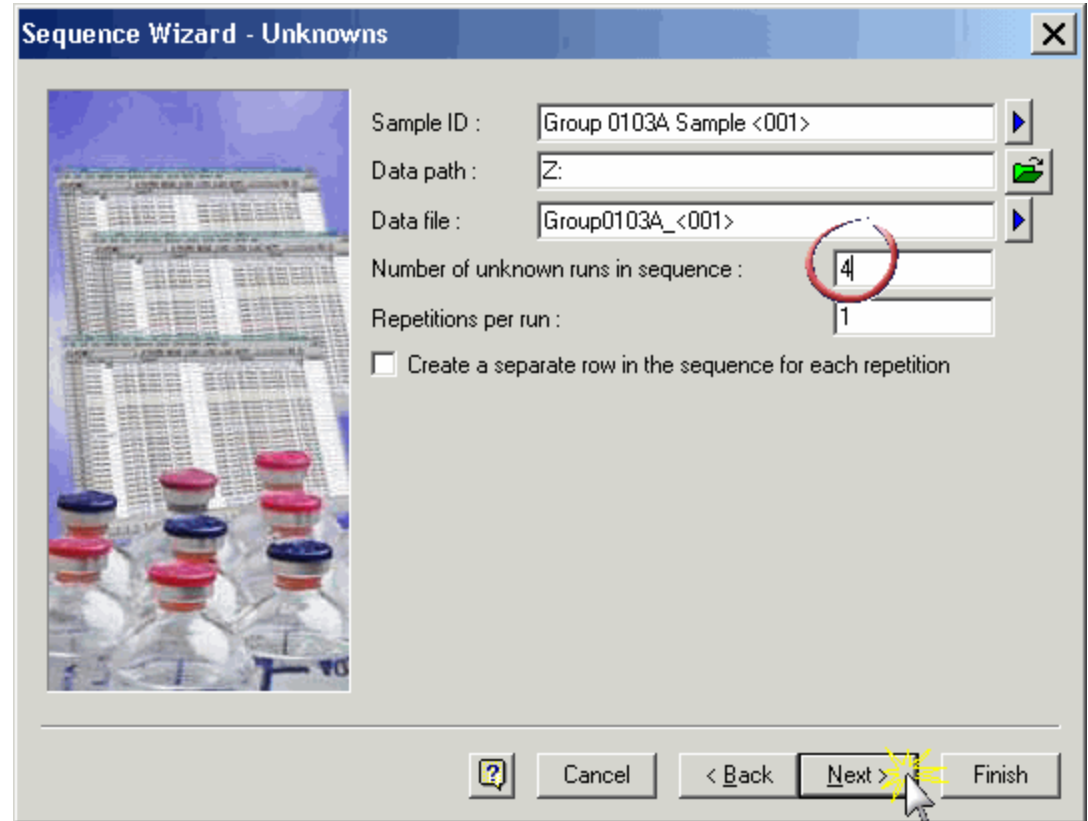 Sequence Wizard - Unknowns
Sample ID : Group 0103A Sample <001>
Data path : Z:
Data file : Group0103A_<001>
Number of unknown runs in sequence : 4
Repetitions per run : 1
Create a separate row in the sequence for each repetition
? Cancel < Back Next > Finish